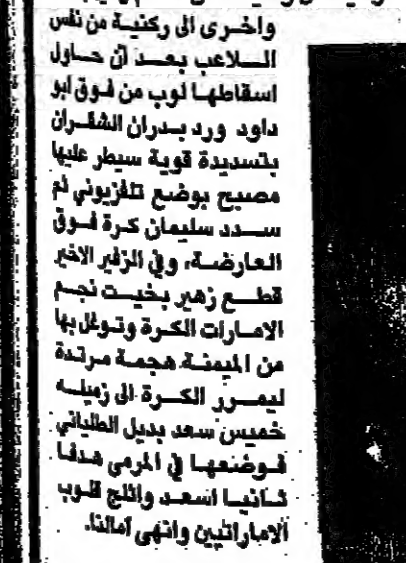 واخرى الى ركنية من نفس
السلاعب بعد أن حاول
اسقاطها لوب من فوق ابو
داود ورد بدران الشقران
بتسديدة قوية سيطر عليها
مصبح بوضع تلفزيوني ثم
سدد سليمان كرة فوق
العارضة، وفي الزفير الاخير
قطع زهير بخيت نجم
الامارات الكرة وتوغل بها
من الميمنة هجمة مرتدة
ليمرر الكرة الى زميله
خميس سعد بديل الطلياني
فوضعها في المرمى هدفا
ثانيا اسعد واثلج قلوب
الاماراتيين وانهى آمالنا.